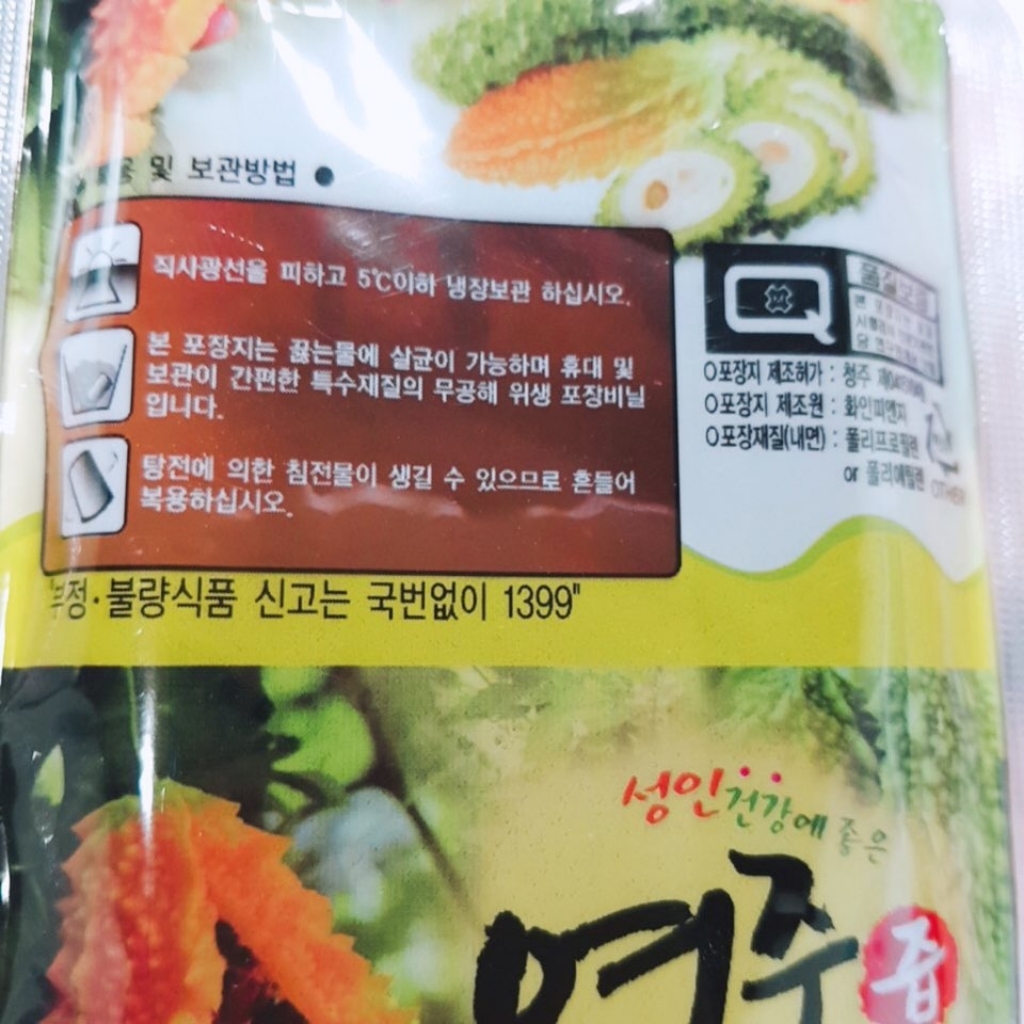 및 보관방법 ●
직사광선을 피하고 5℃이하 냉장보관 하십시오.
본 포장지는 끓는물에 살균이 가능하며 휴대 및
보관이 간편한 특수재질의 무공해 위생 포장비닐
입니다.
탕전에 의한 침전물이 생길 수 있으므로 흔들어
복용하십시오.
Q
품질보증
O포장지 제조허가 : 청주
O포장지 제조원 : 화인피앤지
O포장재질(내면) : 폴리프로필렌
or 폴리에틸렌
OTHER
"부정·불량식품 신고는 국번없이 1399"
성인건강에 좋은
여주 즙